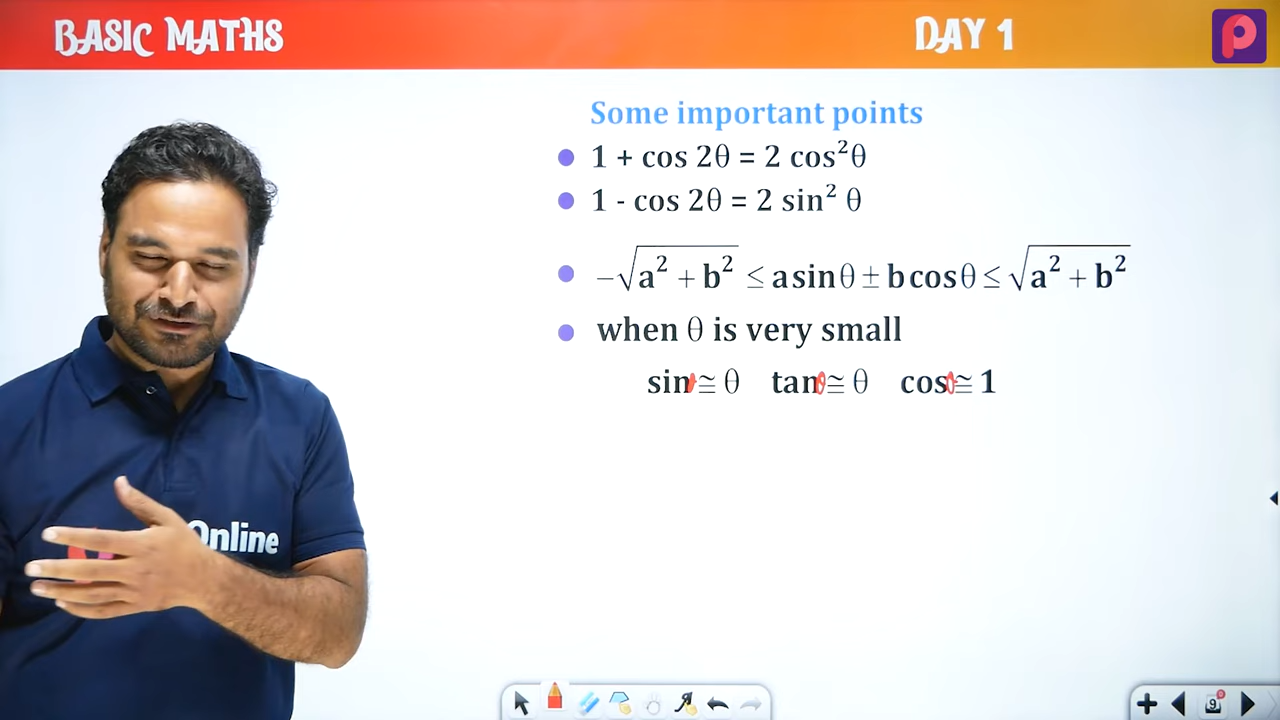 BASIC MATHS
DAY 1
Some important points
1 + cos 2θ = 2 cos²θ
1 - cos 2θ = 2 sin² θ
−√a² + b² ≤ a sin θ ± b cos θ ≤ √a² + b²
when θ is very small
sinθ ≅ θ tanθ ≅ θ cosθ ≅ 1
Online
9